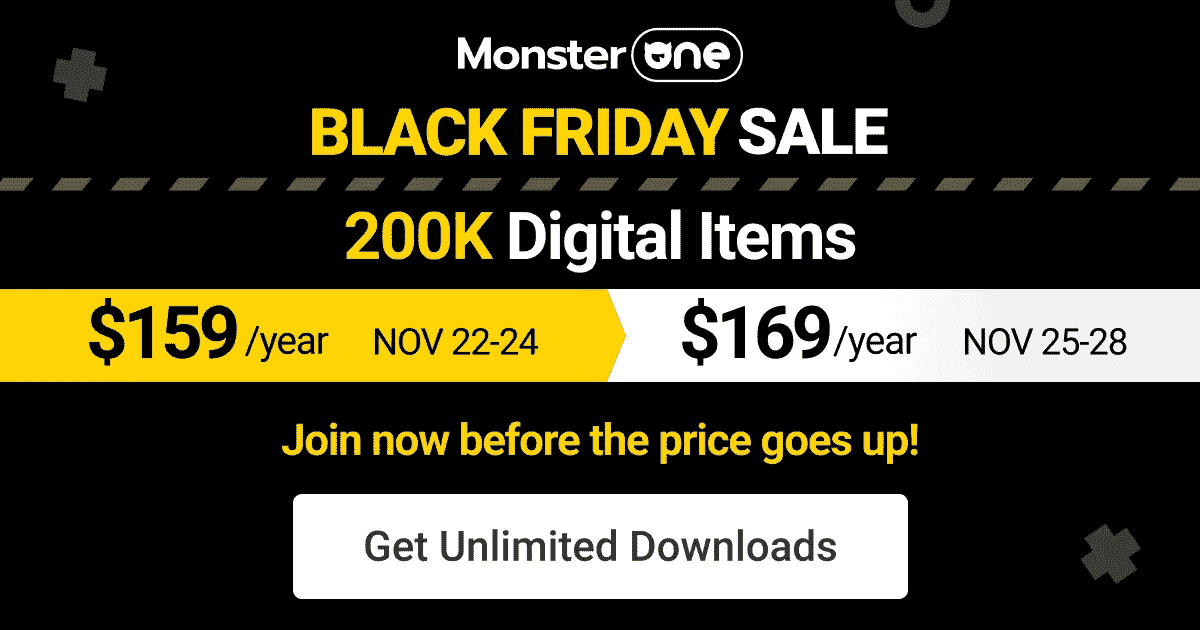 Monster One
BLACK FRIDAY SALE
200K Digital Items
$159 /year NOV 22-24 $169 /year NOV 25-28
Join now before the price goes up!
Get Unlimited Downloads